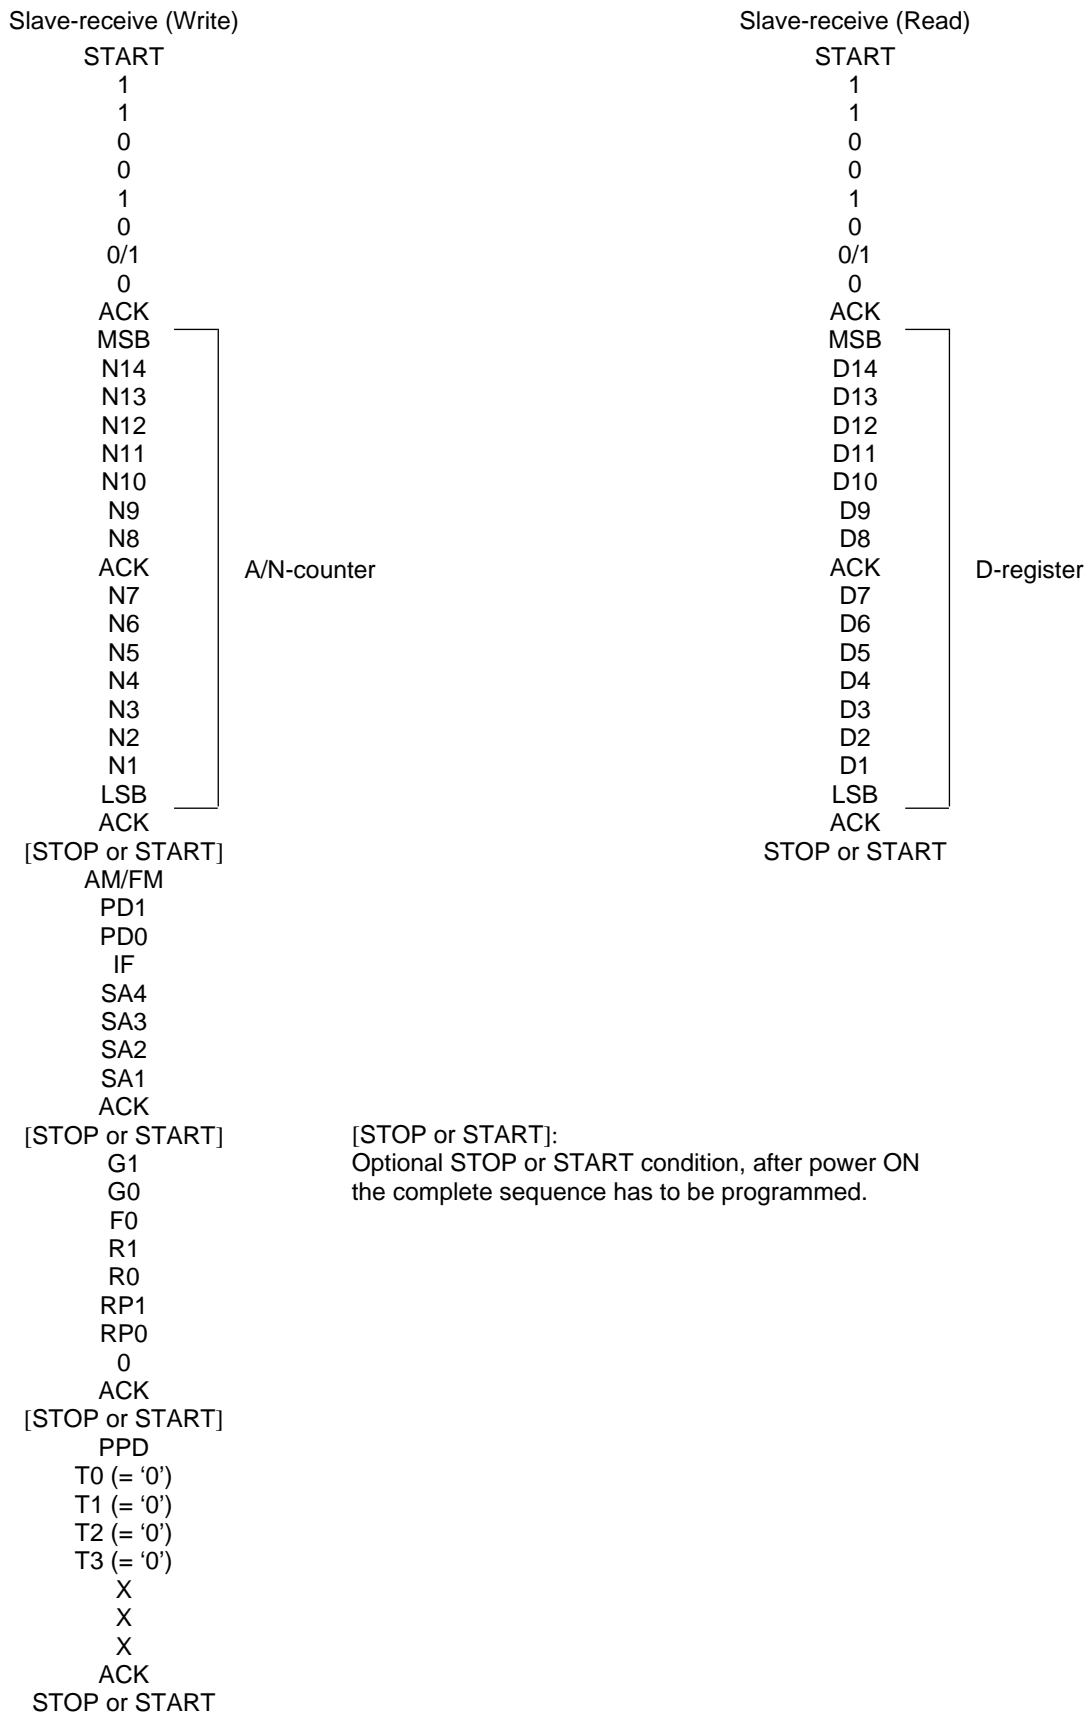 Slave-receive (Write)
START
1
1
0
0
1
0
0/1
0
ACK
MSB
N14
N13
N12
N11
N10
N9
N8
ACK
N7
N6
N5
N4
N3
N2
N1
LSB
ACK
[STOP or START]
AM/FM
PD1
PD0
IF
SA4
SA3
SA2
SA1
ACK
[STOP or START]
G1
G0
F0
R1
R0
RP1
RP0
0
ACK
[STOP or START]
PPD
T0 (= ‘0’)
T1 (= ‘0’)
T2 (= ‘0’)
T3 (= ‘0’)
X
X
X
ACK
STOP or START
A/N-counter
Slave-receive (Read)
START
1
1
0
0
1
0
0/1
0
ACK
MSB
D14
D13
D12
D11
D10
D9
D8
ACK
D7
D6
D5
D4
D3
D2
D1
LSB
ACK
STOP or START
D-register
[STOP or START]:
Optional STOP or START condition, after power ON
the complete sequence has to be programmed.